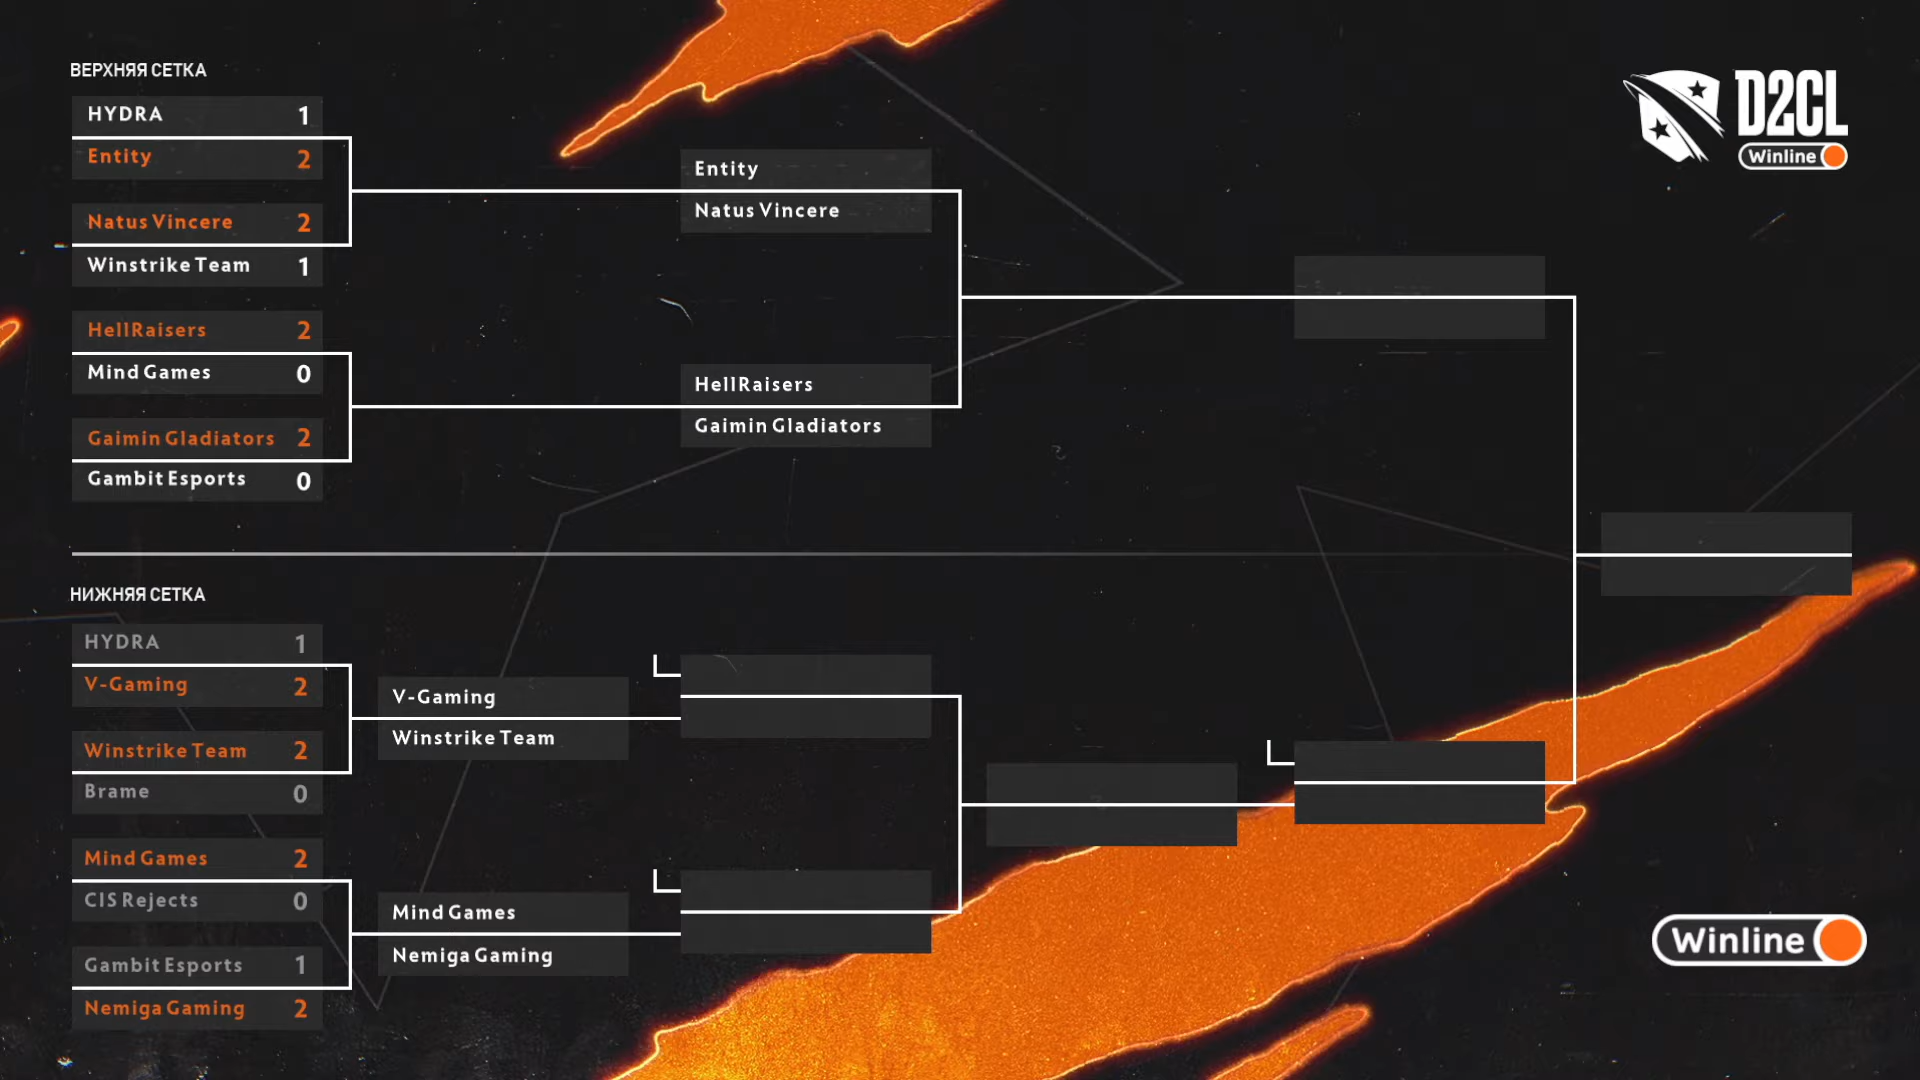 ВЕРХНЯЯ СЕТКА
HYDRA 1
Entity 2
Natus Vincere 2
Winstrike Team 1
HellRaisers 2
Mind Games 0
Gaimin Gladiators 2
Gambit Esports 0
Entity
Natus Vincere
HellRaisers
Gaimin Gladiators
D2CL
Winline
НИЖНЯЯ СЕТКА
HYDRA 1
V-Gaming 2
Winstrike Team 2
Brame 0
Mind Games 2
CIS Rejects 0
Gambit Esports 1
Nemiga Gaming 2
V-Gaming
Winstrike Team
Mind Games
Nemiga Gaming
Winline